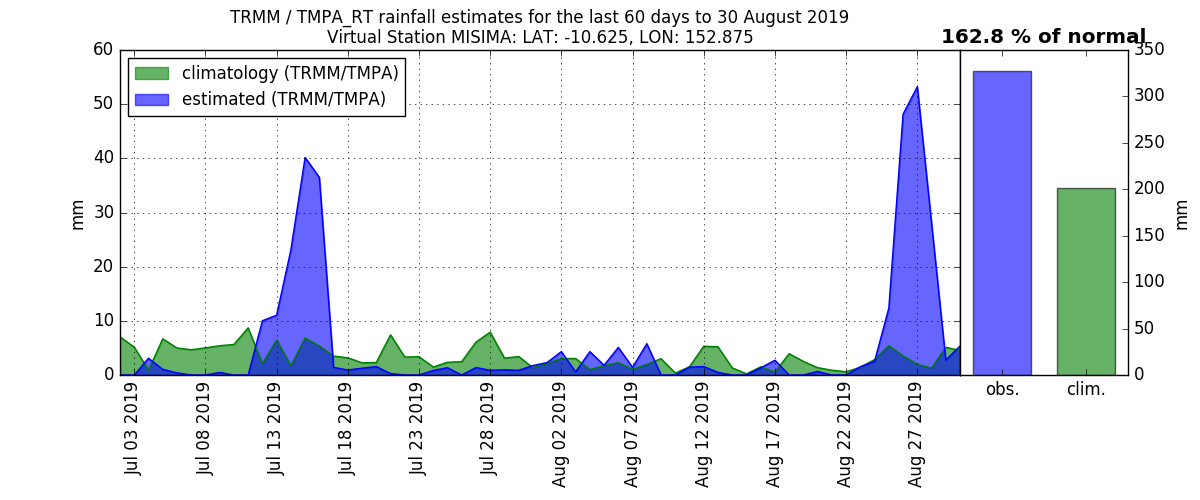 TRMM / TMPA_RT rainfall estimates for the last 60 days to 30 August 2019
Virtual Station MISIMA: LAT: -10.625, LON: 152.875
162.8 % of normal
climatology (TRMM/TMPA)
estimated (TRMM/TMPA)
mm
60
50
40
30
20
10
0
Jul 03 2019
Jul 08 2019
Jul 13 2019
Jul 18 2019
Jul 23 2019
Jul 28 2019
Aug 02 2019
Aug 07 2019
Aug 12 2019
Aug 17 2019
Aug 22 2019
Aug 27 2019
350
300
250
200
150
100
50
0
mm
obs.
clim.